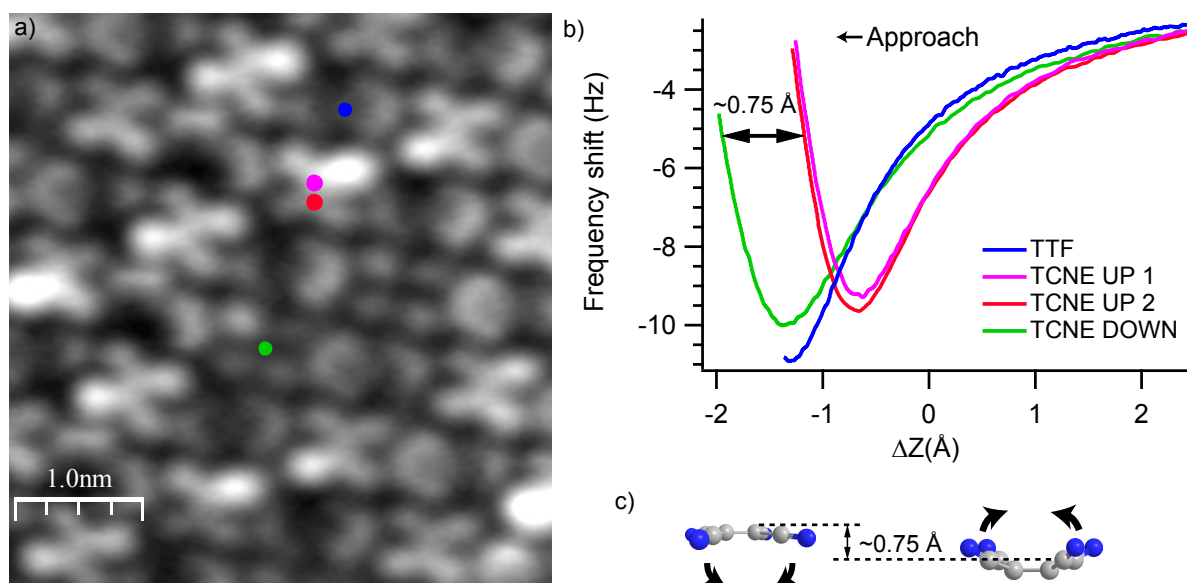 a)
1.0nm
b)
← Approach
~0.75 Å
Frequency shift (Hz)
-4
-6
-8
-10
TTF
TCNE UP 1
TCNE UP 2
TCNE DOWN
-2 -1 0 1 2
ΔZ(Å)
c)
~0.75 Å